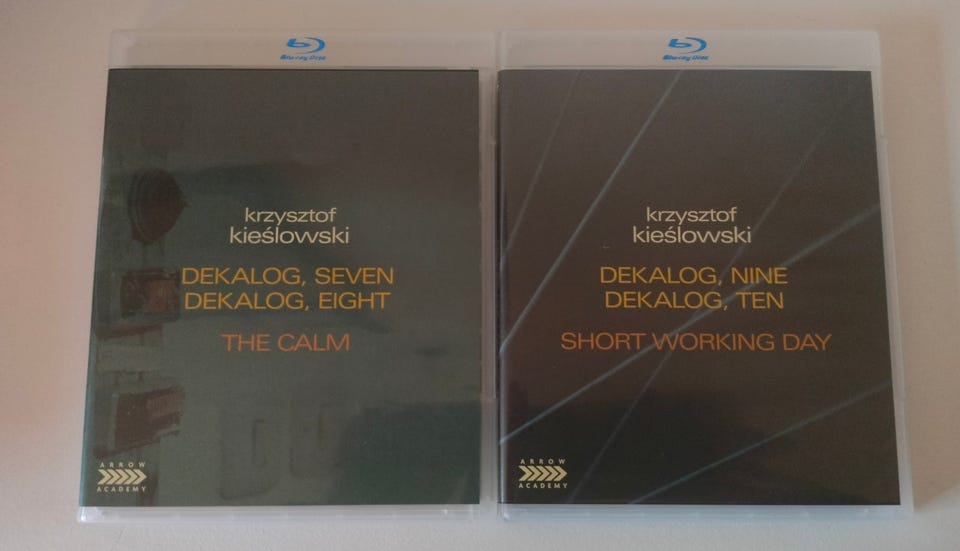 Blu-ray Disc
krzysztof
kieślowski
DEKALOG, SEVEN
DEKALOG, EIGHT
THE CALM
ARROW
ACADEMY
Blu-ray Disc
krzysztof
kieślowski
DEKALOG, NINE
DEKALOG, TEN
SHORT WORKING DAY
ARROW
ACADEMY